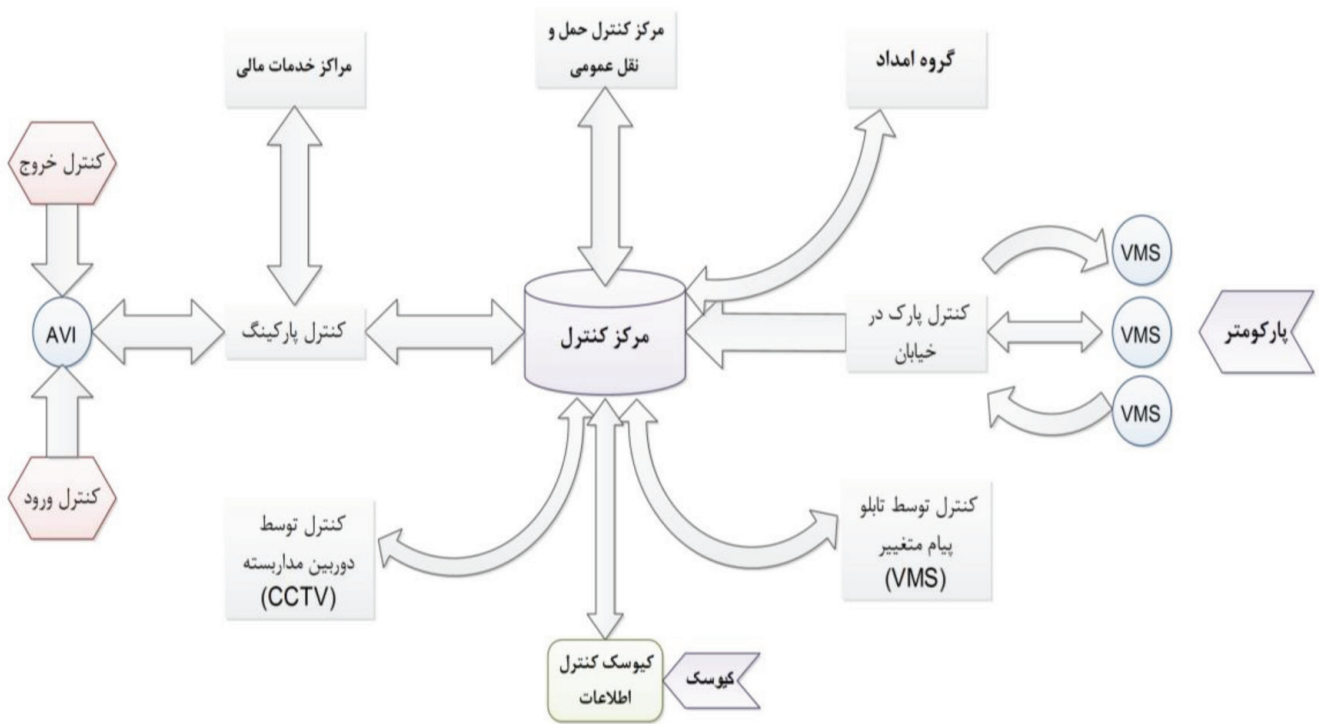 مرکز کنترل حمل و
نقل عمومی
گروه امداد
مراکز خدمات مالی
کنترل خروج
VMS
کنترل پارک در
خیابان
VMS
پارکومتر
مرکز کنترل
کنترل پارکینگ
AVI
VMS
کنترل ورود
کنترل توسط تابلو
پیام متغییر
(VMS)
کنترل توسط
دوربین مداربسته
(CCTV)
کیوسک کنترل
اطلاعات
کیوسک